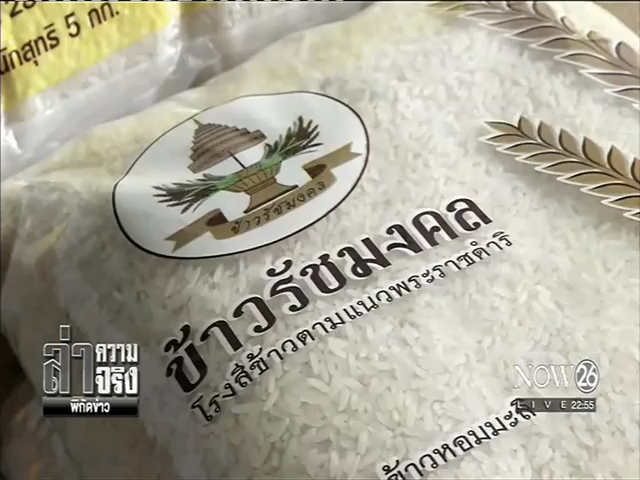 นักสุทธิ 5 กก.
ข้าวรัชมงคล
ข้าวรัชมงคล
โรงสีข้าวตามแนวพระราชดำริ
ข้าวหอมมะลิ
ล่าความจริง
พิกัดข่าว
NOW26
LIVE 22:55